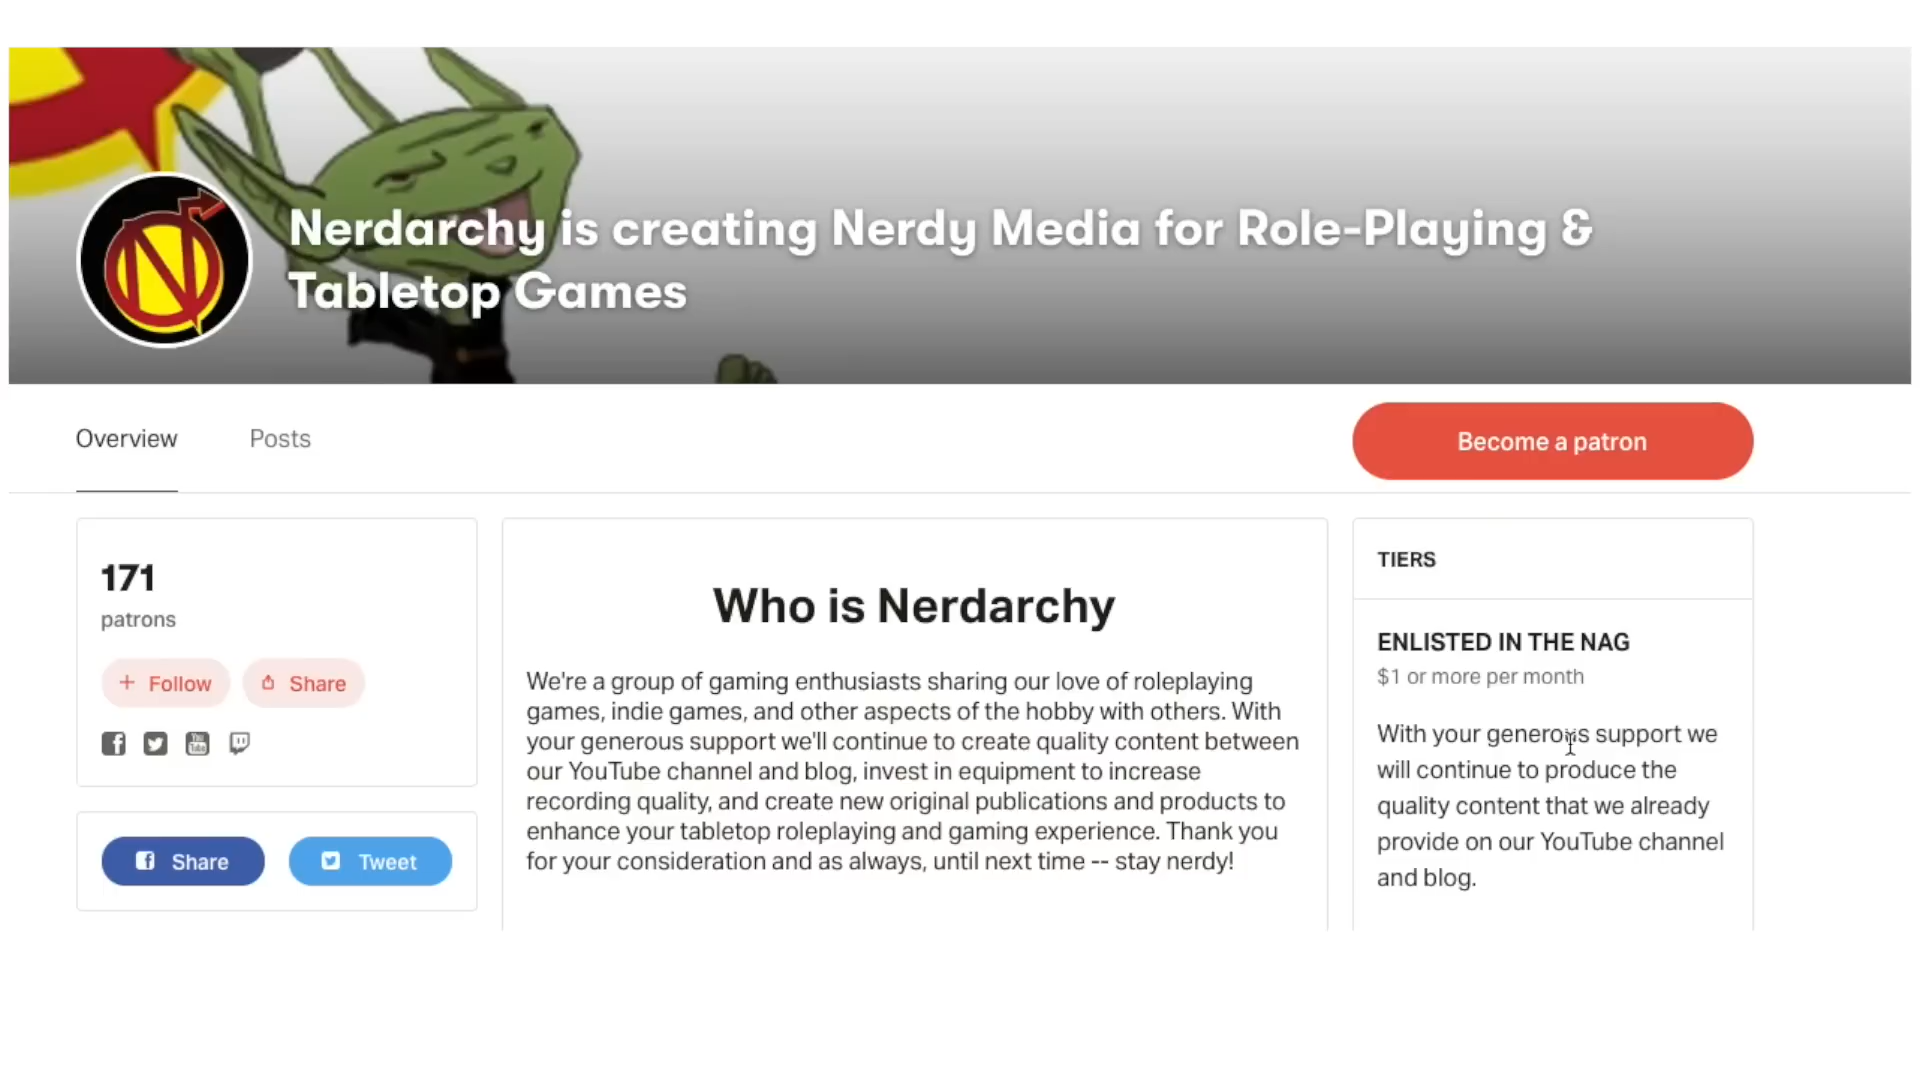 Nerdarchy is creating Nerdy Media for Role-Playing &
Tabletop Games
N
Overview
Posts
Become a patron
171
patrons
+ Follow
Share
Share
Tweet
Who is Nerdarchy
We're a group of gaming enthusiasts sharing our love of roleplaying
games, indie games, and other aspects of the hobby with others. With
your generous support we'll continue to create quality content between
our YouTube channel and blog, invest in equipment to increase
recording quality, and create new original publications and products to
enhance your tabletop roleplaying and gaming experience. Thank you
for your consideration and as always, until next time -- stay nerdy!
TIERS
ENLISTED IN THE NAG
$1 or more per month
With your generous support we
will continue to produce the
quality content that we already
provide on our YouTube channel
and blog.